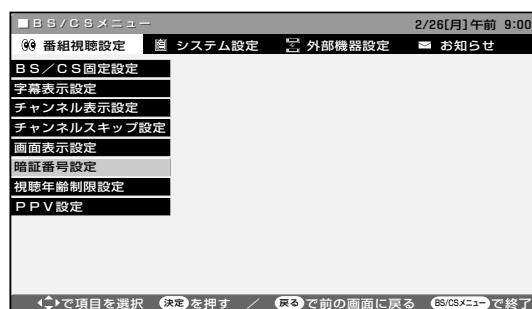 ■BS/CSメニュー 2/26[月]午前 9:00
番組視聴設定 システム設定 外部機器設定 お知らせ
BS/CS固定設定
字幕表示設定
チャンネル表示設定
チャンネルスキップ設定
画面表示設定
暗証番号設定
視聴年齢制限設定
PPV設定
で項目を選択 決定を押す / 戻るで前の画面に戻る BS/CSメニューで終了